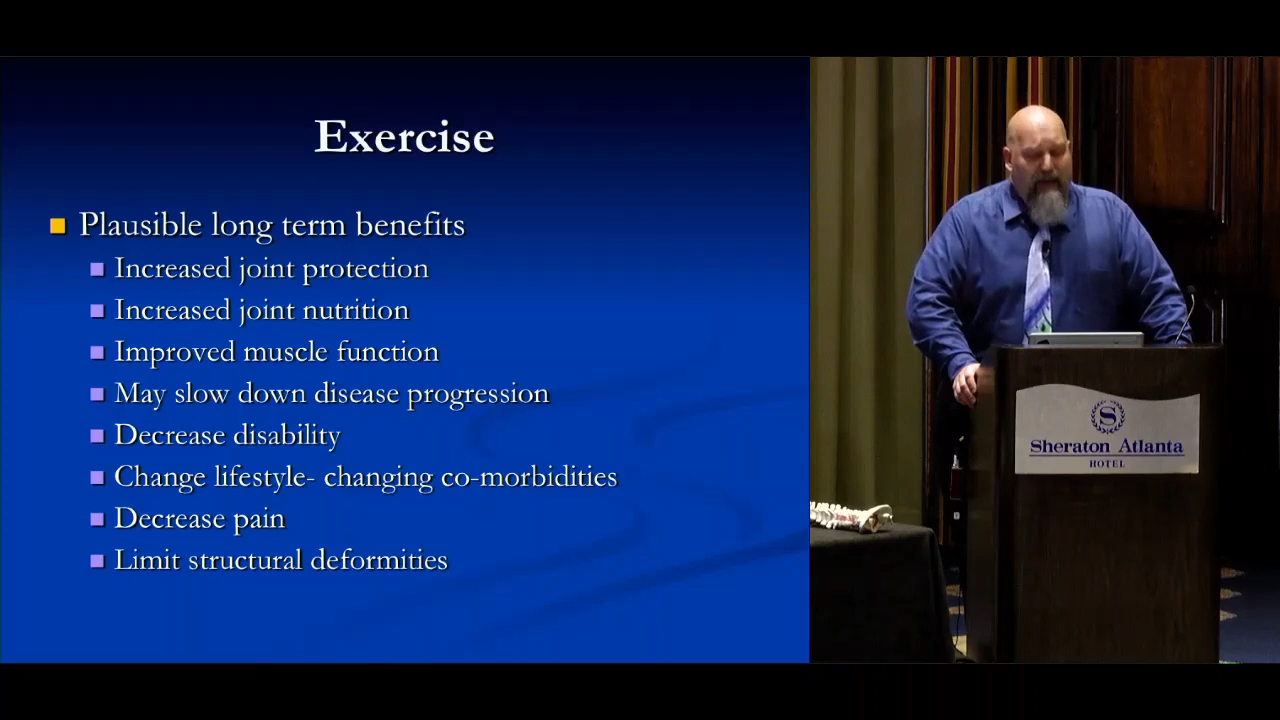 Exercise
Plausible long term benefits
Increased joint protection
Increased joint nutrition
Improved muscle function
May slow down disease progression
Decrease disability
Change lifestyle- changing co-morbidities
Decrease pain
Limit structural deformities
S
Sheraton Atlanta
HOTEL